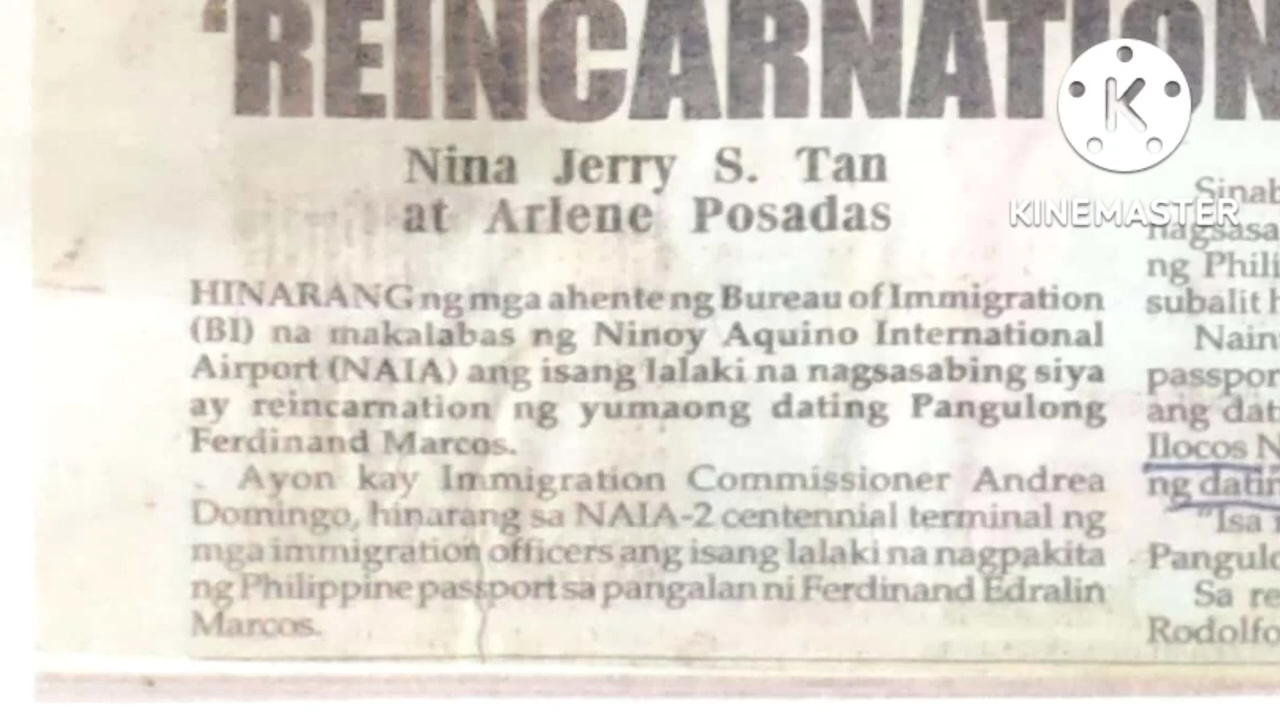 'REINCARNATION
Nina Jerry S. Tan
at Arlene Posadas
HINARANG ng mga ahente ng Bureau of Immigration
(BI) na makalabas ng Ninoy Aquino International
Airport (NAIA) ang isang lalaki na nagsasabing siya
ay reincarnation ng yumaong dating Pangulong
Ferdinand Marcos.
Ayon kay Immigration Commissioner Andrea
Domingo, hinarang sa NAIA-2 centennial terminal ng
mga immigration officers ang isang lalaki na nagpakita
ng Philippine passport sa pangalan ni Ferdinand Edralin
Marcos.
K
KINEMASTER
Sinab
nagsasa
ng Phili
subalit
Nain
passpor
ang dat
Ilocos N
ng datin
"Isa
Pangulo
Sa re
Rodolfo